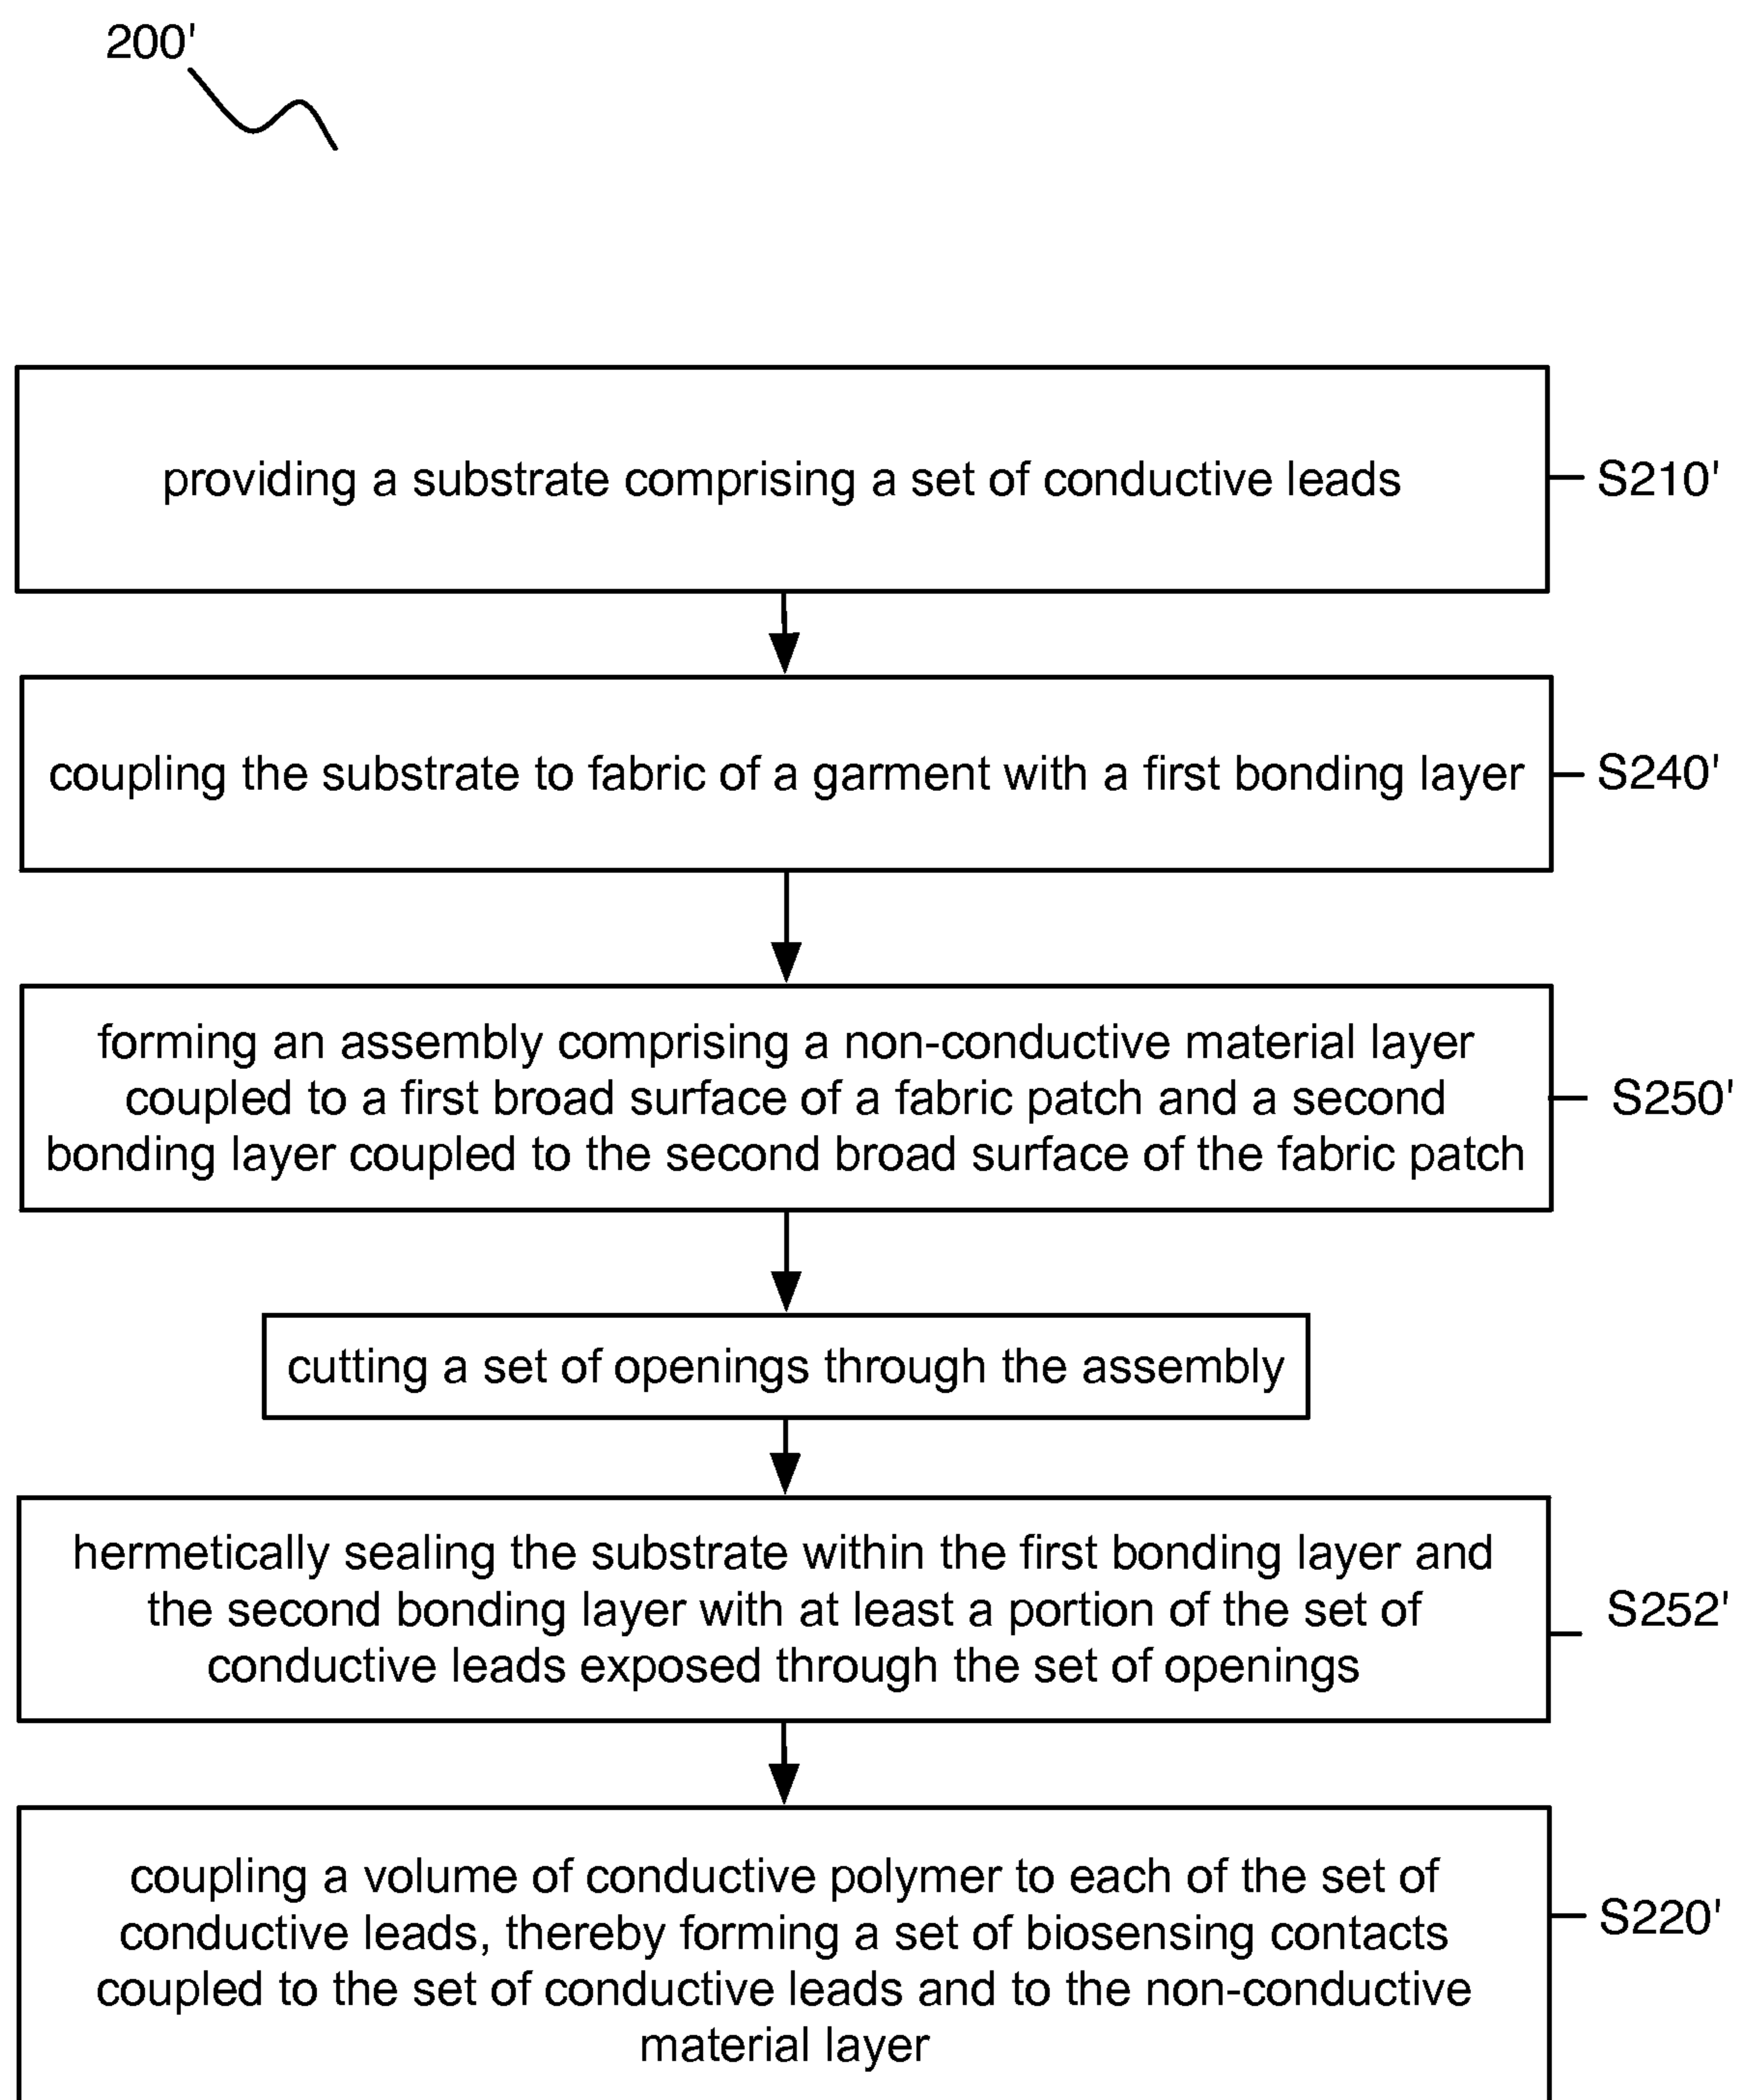 200'
providing a substrate comprising a set of conductive leads
S210'
coupling the substrate to fabric of a garment with a first bonding layer
S240'
forming an assembly comprising a non-conductive material layer
coupled to a first broad surface of a fabric patch and a second
bonding layer coupled to the second broad surface of the fabric patch
S250'
cutting a set of openings through the assembly
hermetically sealing the substrate within the first bonding layer and
the second bonding layer with at least a portion of the set of
conductive leads exposed through the set of openings
S252'
coupling a volume of conductive polymer to each of the set of
conductive leads, thereby forming a set of biosensing contacts
coupled to the set of conductive leads and to the non-conductive
material layer
S220'